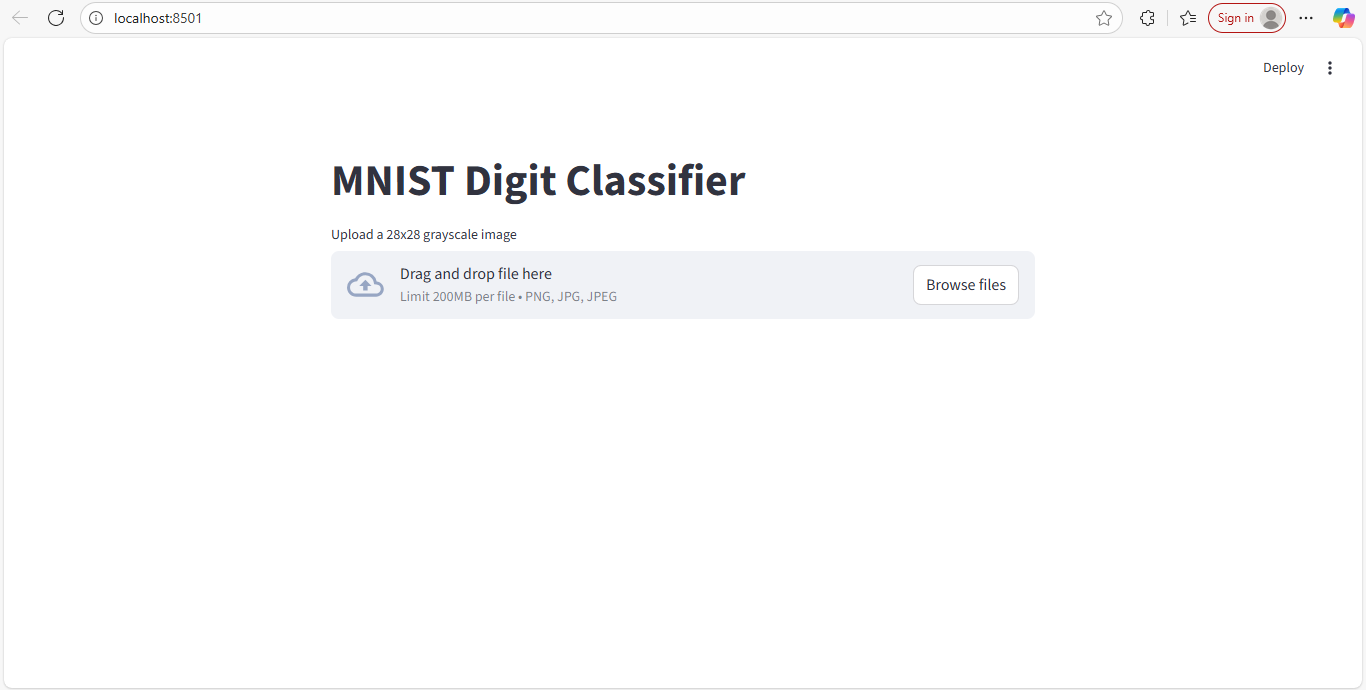 localhost:8501
Sign in
Deploy
MNIST Digit Classifier
Upload a 28x28 grayscale image
Drag and drop file here
Limit 200MB per file • PNG, JPG, JPEG
Browse files